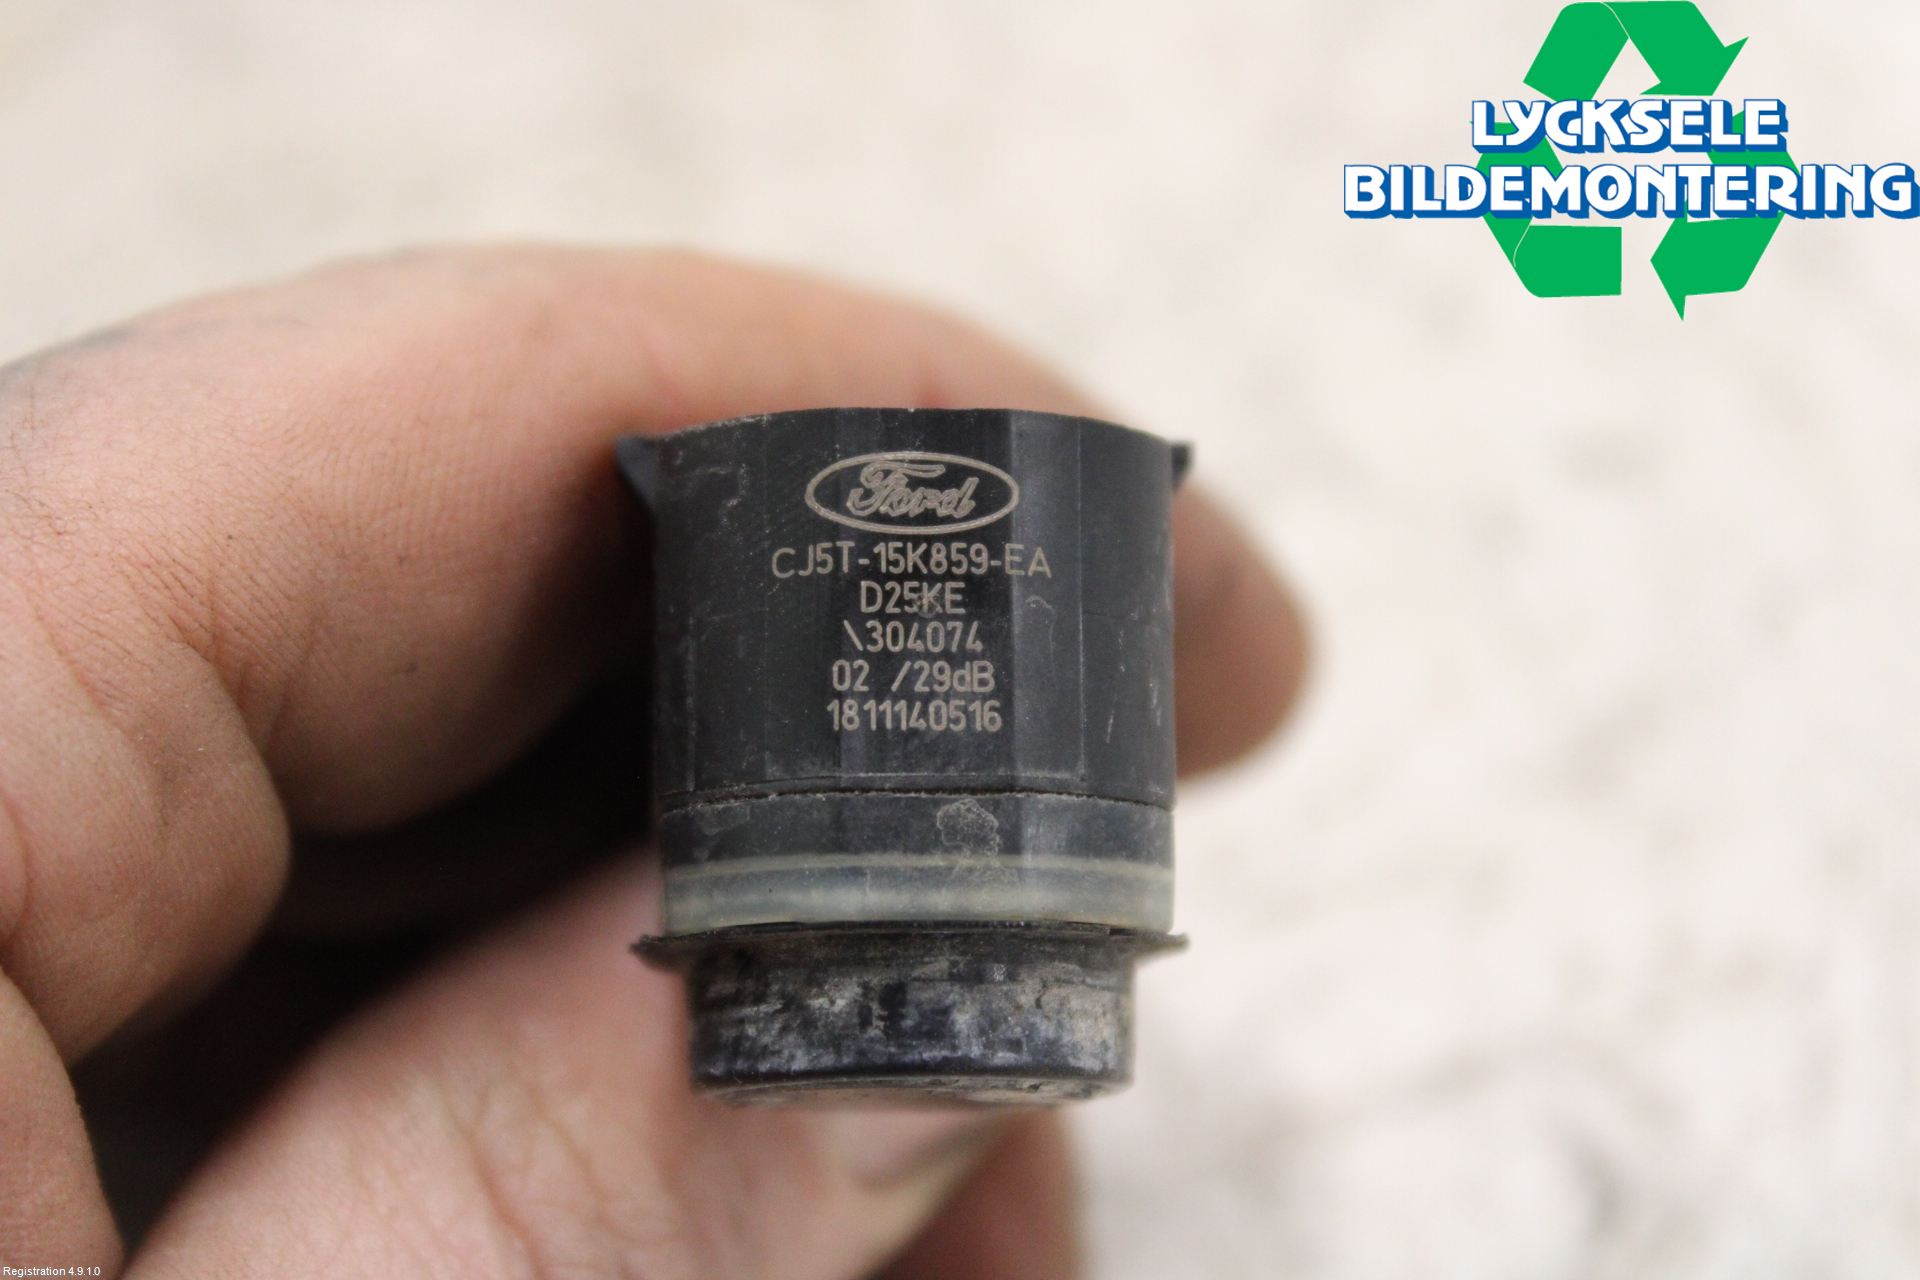 LYCKSELE
BILDEMONTERING
Ford
CJ5T-15K859-EA
D25KE
\304074
02 /29dB
1811140516
Registration 4.9.1.0